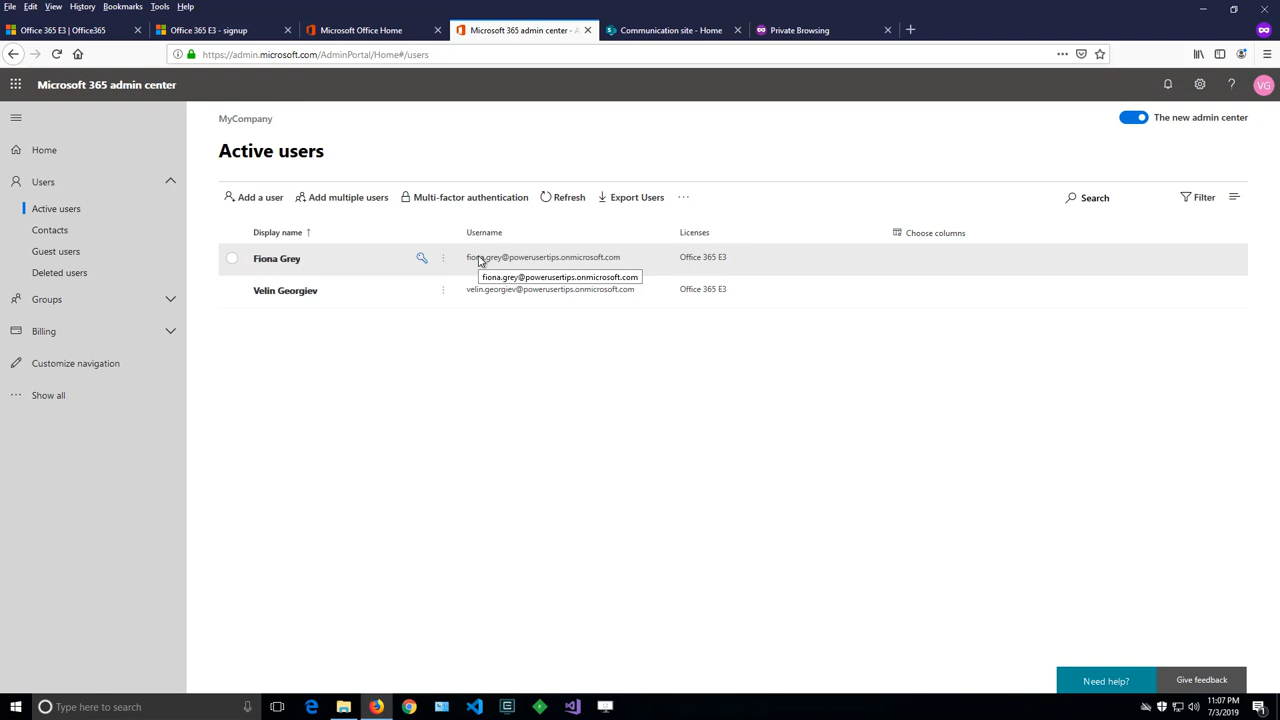 File Edit View History Bookmarks Tools Help
Office 365 E3 | Office365
Office 365 E3 - signup
Microsoft Office Home
Microsoft 365 admin center - A
Communication site - Home
Private Browsing
https://admin.microsoft.com/AdminPortal/Home#/users
Microsoft 365 admin center
VG
MyCompany
The new admin center
Active users
Home
Users
Active users
Contacts
Guest users
Deleted users
Groups
Billing
Customize navigation
Show all
Add a user
Add multiple users
Multi-factor authentication
Refresh
Export Users
Search
Filter
Display name ↑
Username
Licenses
Choose columns
Fiona Grey
fiona.grey@powerusertips.onmicrosoft.com
Office 365 E3
fiona.grey@powerusertips.onmicrosoft.com
Velin Georgiev
velin.georgiev@powerusertips.onmicrosoft.com
Office 365 E3
Need help?
Give feedback
Type here to search
11:07 PM
7/3/2019